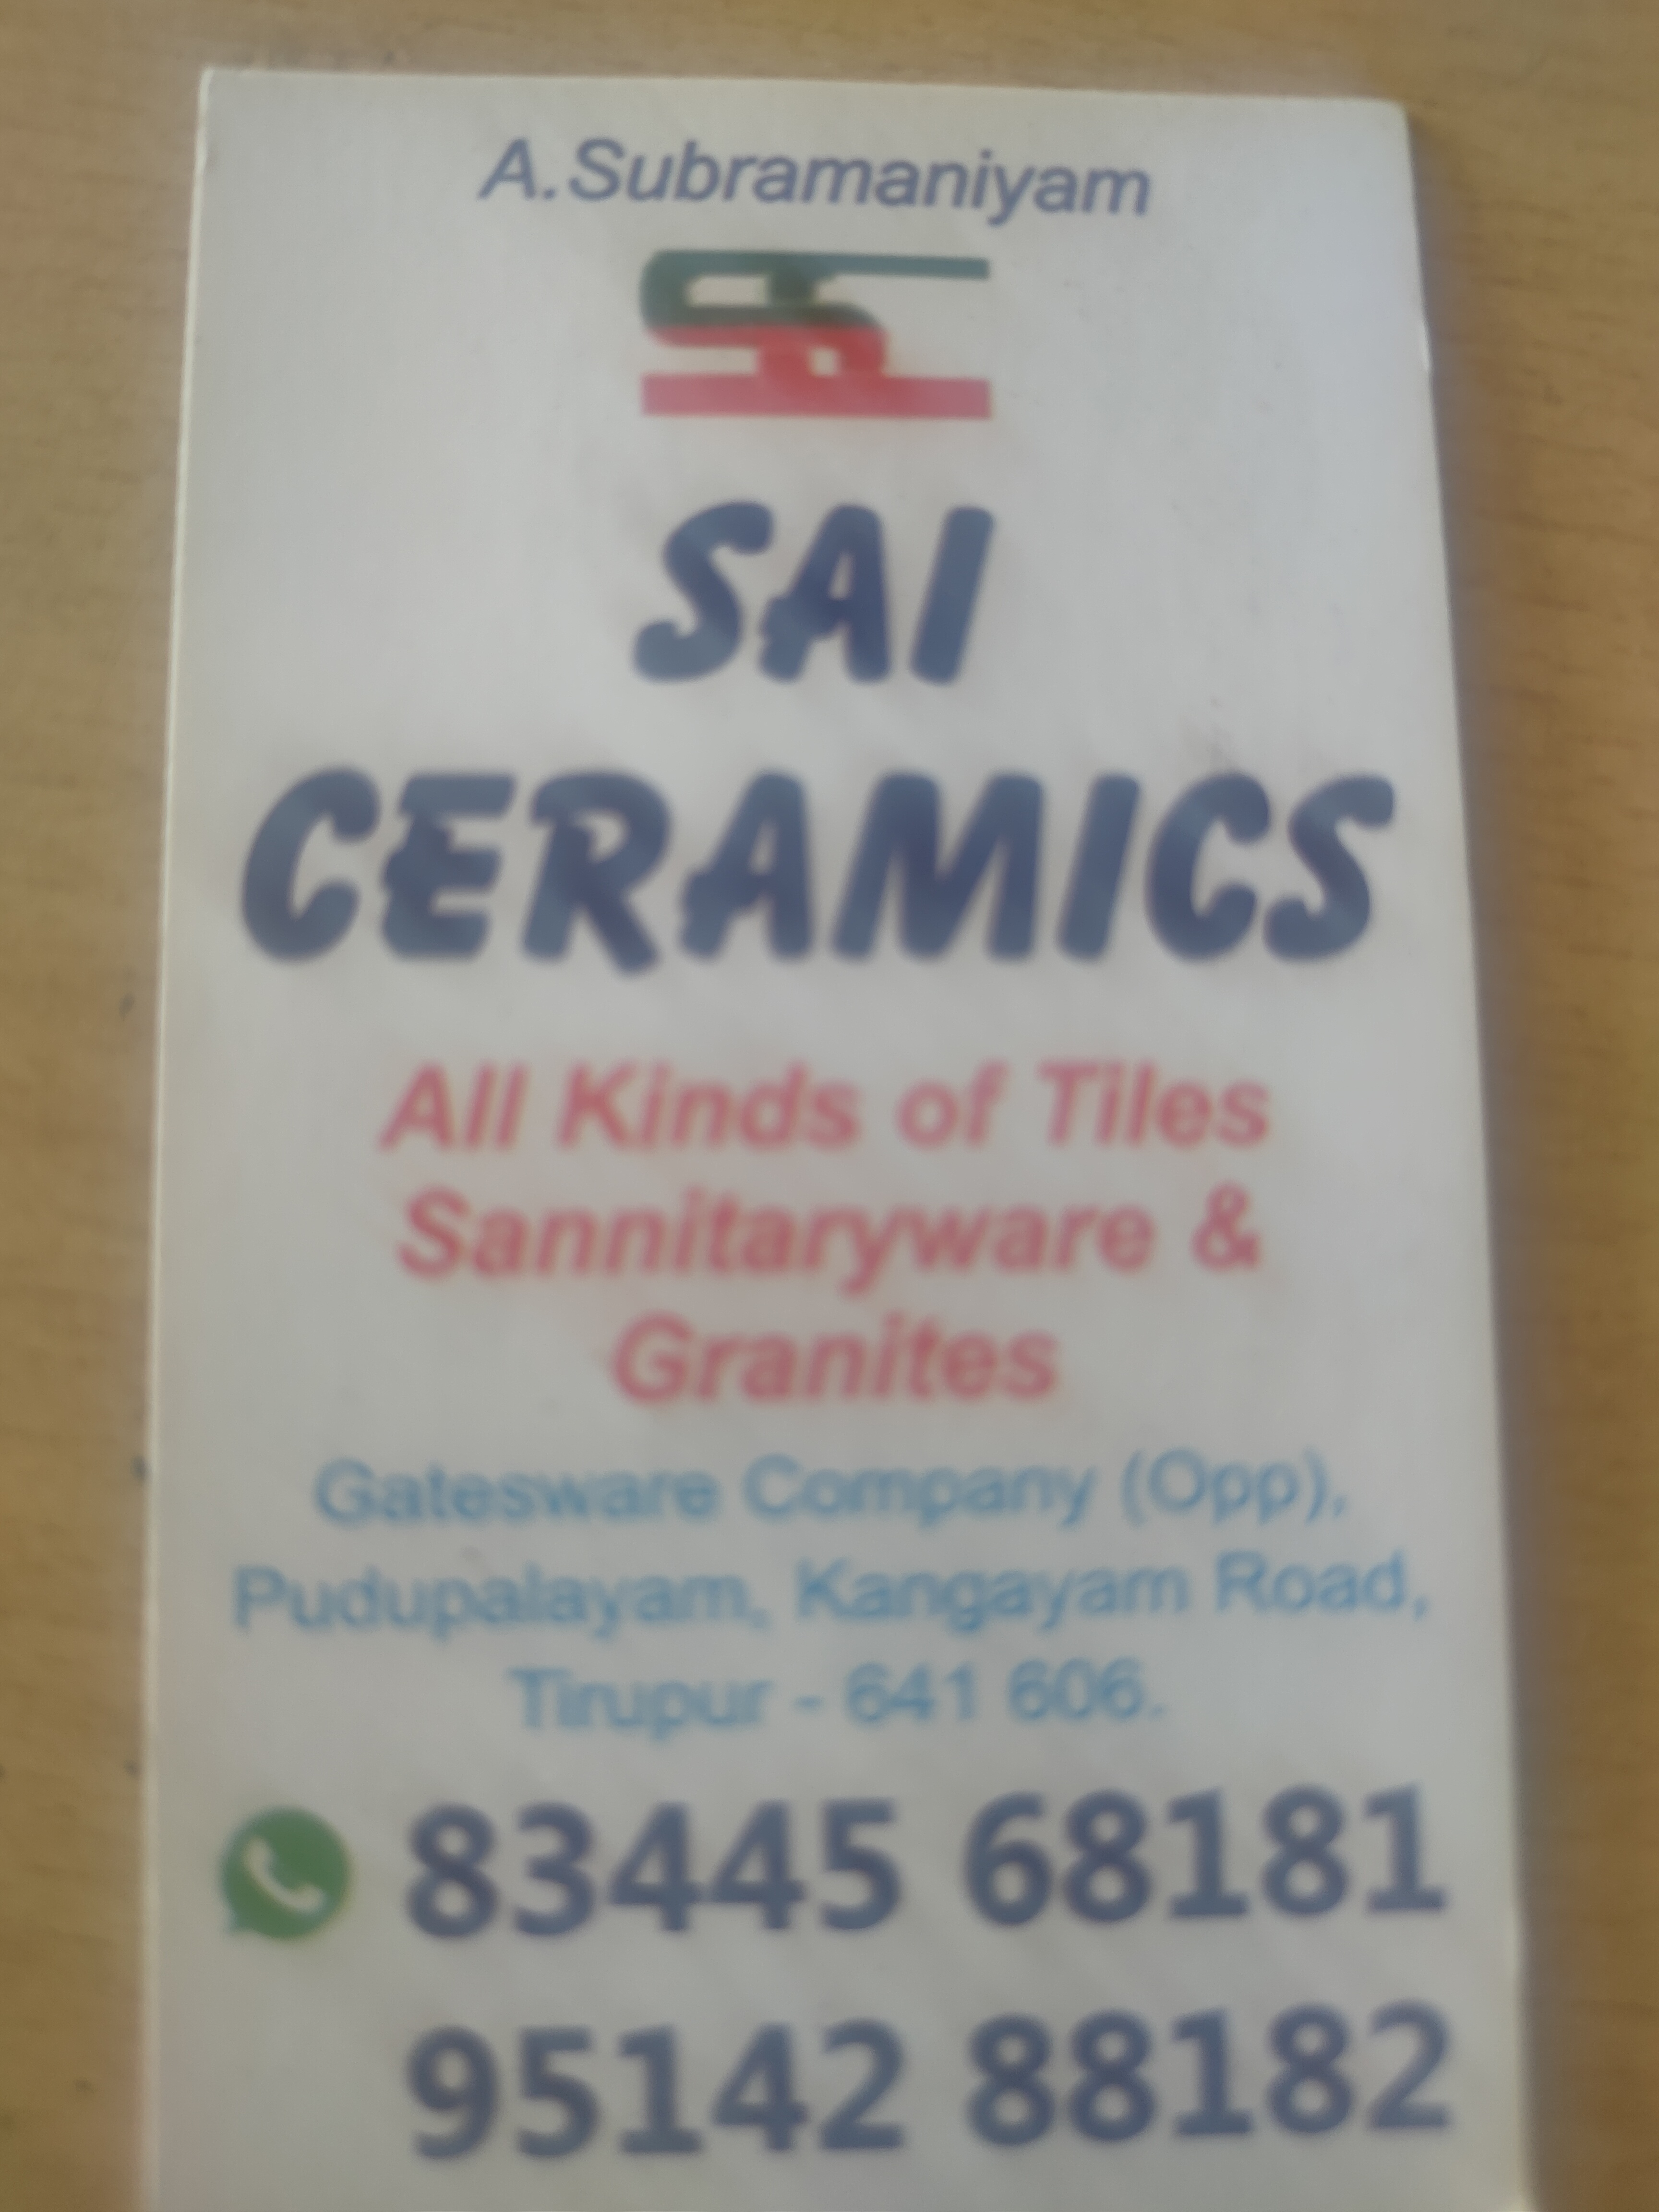 A.Subramaniyam
SAI
CERAMICS
All Kinds of Tiles
Sannitaryware &
Granites
Gatesware Company (Opp),
Pudupalayam, Kangayam Road,
Tirupur - 641 606.
83445 68181
95142 88182